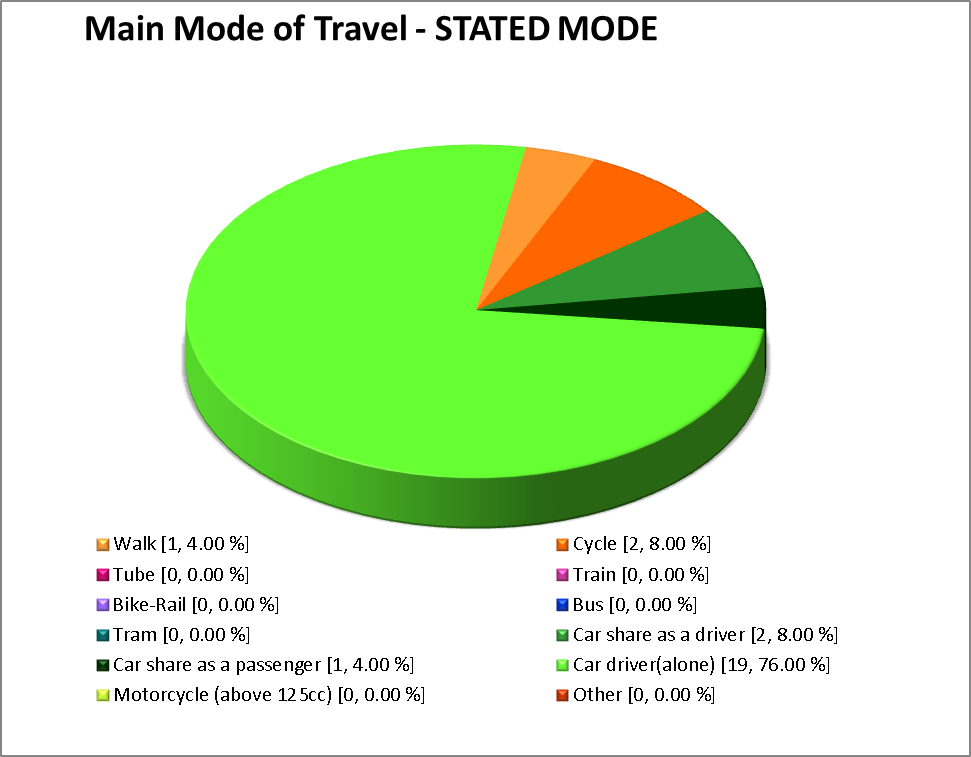 Main Mode of Travel - STATED MODE
Walk [1, 4.00 %]
Cycle [2, 8.00 %]
Tube [0, 0.00 %]
Train [0, 0.00 %]
Bike-Rail [0, 0.00 %]
Bus [0, 0.00 %]
Tram [0, 0.00 %]
Car share as a driver [2, 8.00 %]
Car share as a passenger [1, 4.00 %]
Car driver(alone) [19, 76.00 %]
Motorcycle (above 125cc) [0, 0.00 %]
Other [0, 0.00 %]